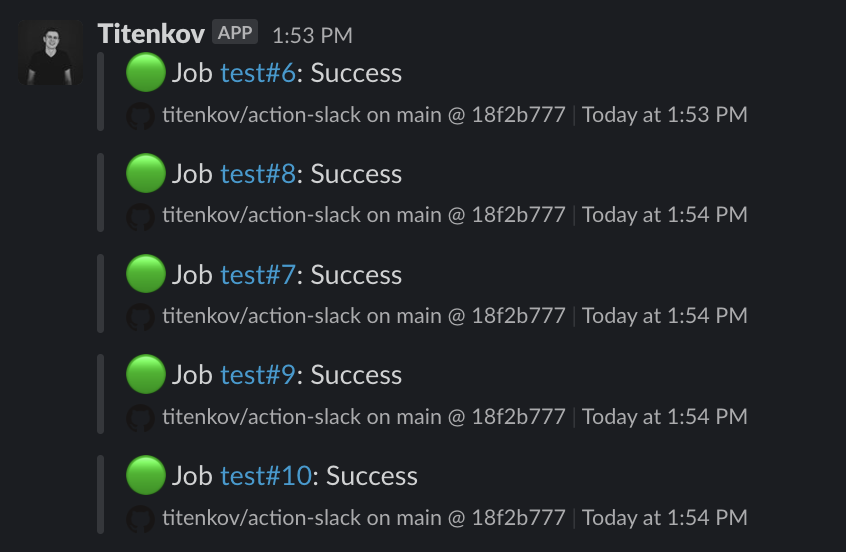 Titenkov APP 1:53 PM
Job test#6: Success
titenkov/action-slack on main @ 18f2b777 | Today at 1:53 PM
Job test#8: Success
titenkov/action-slack on main @ 18f2b777 | Today at 1:54 PM
Job test#7: Success
titenkov/action-slack on main @ 18f2b777 | Today at 1:54 PM
Job test#9: Success
titenkov/action-slack on main @ 18f2b777 | Today at 1:54 PM
Job test#10: Success
titenkov/action-slack on main @ 18f2b777 | Today at 1:54 PM